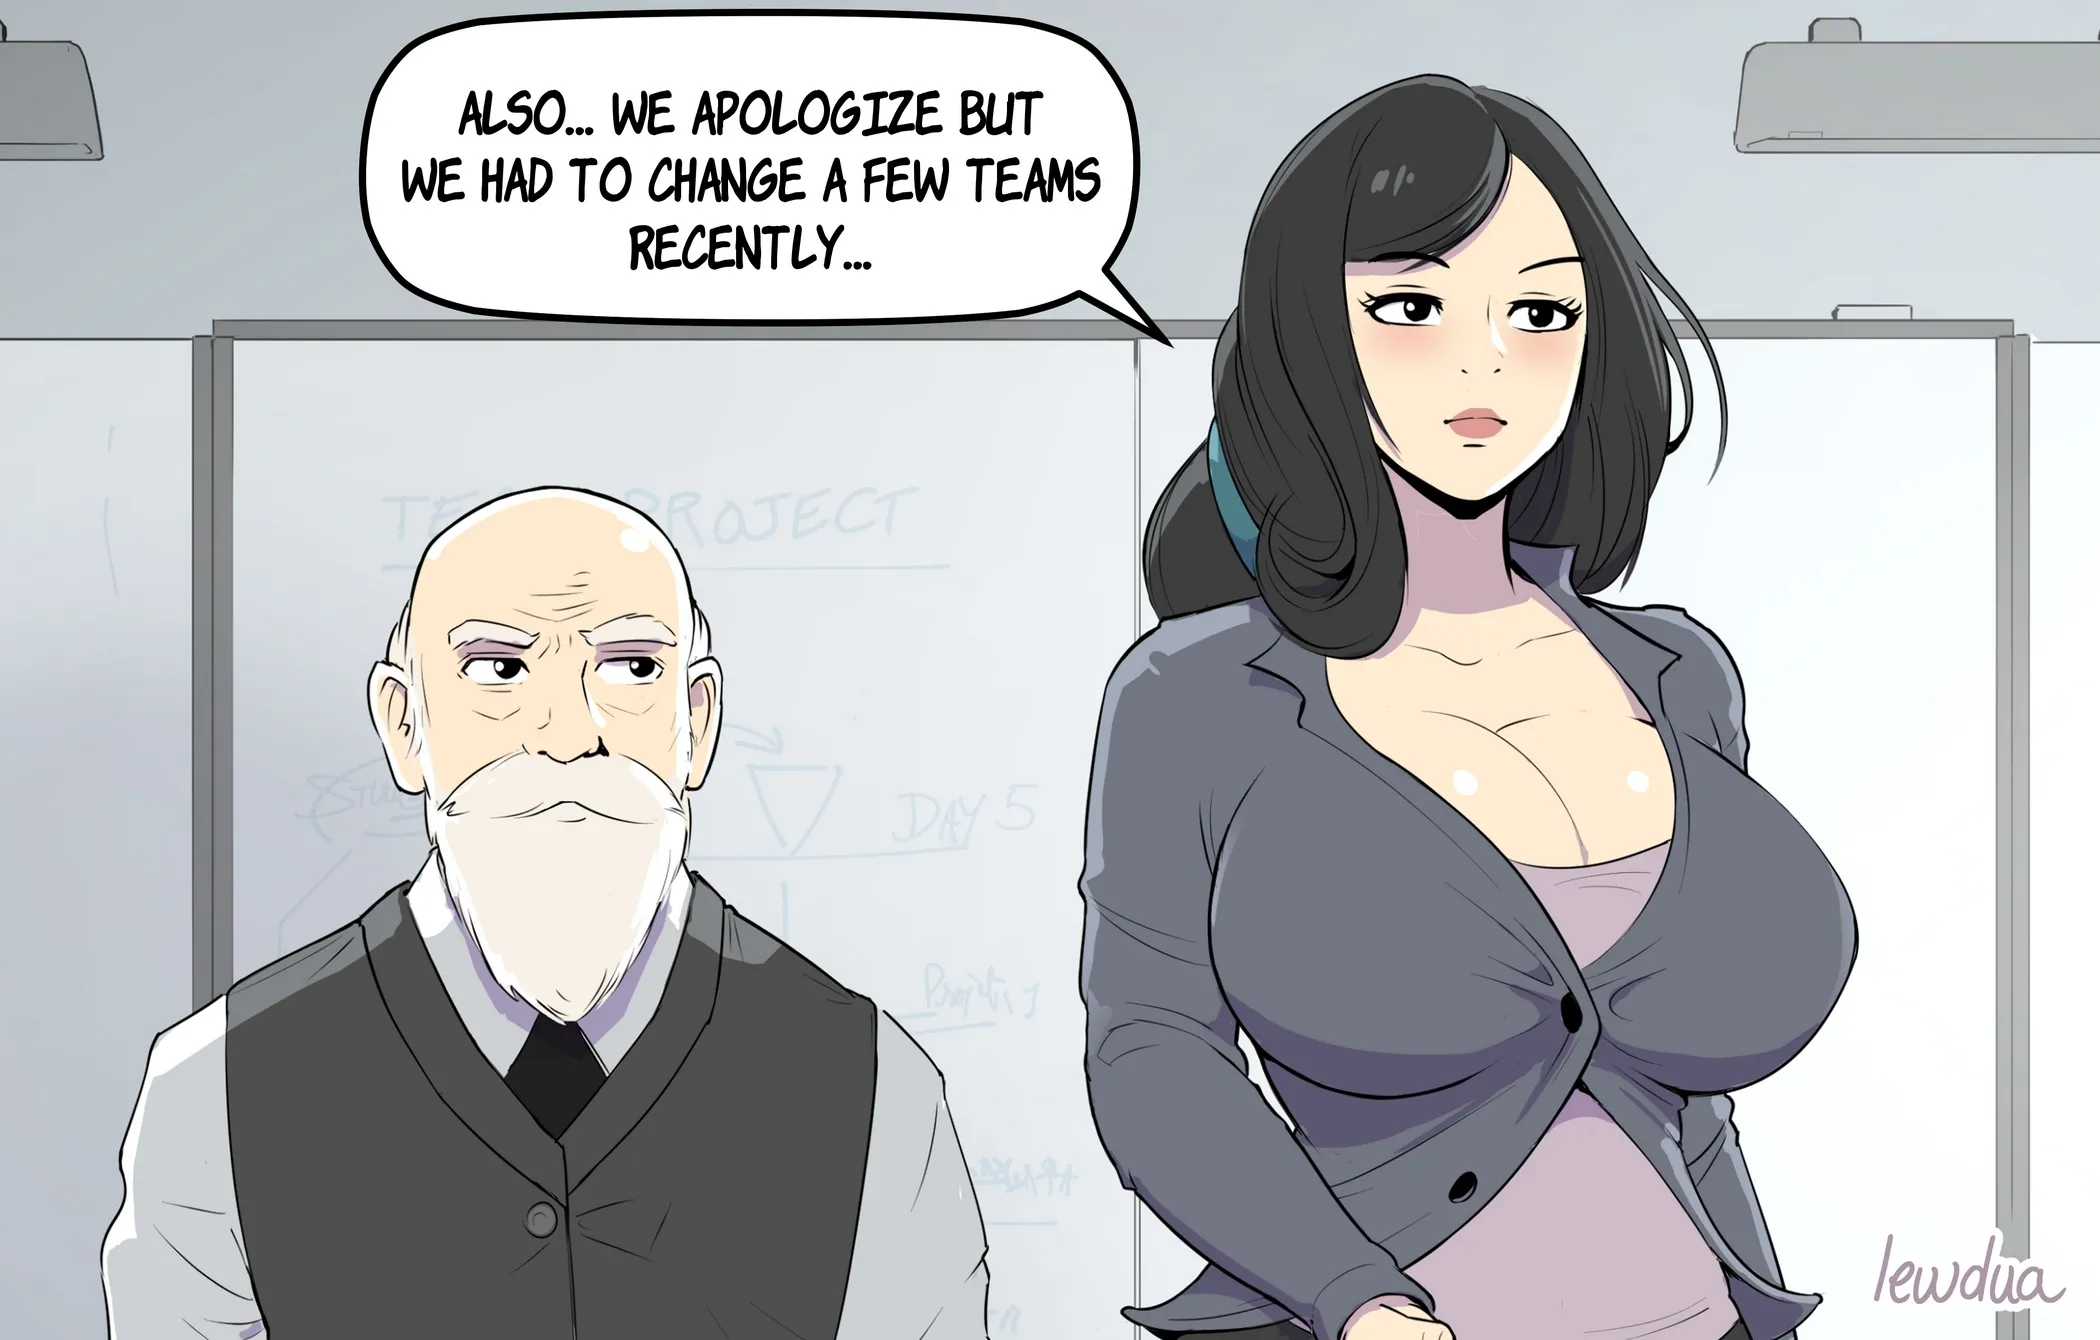 ALSO... WE APOLOGIZE BUT
WE HAD TO CHANGE A FEW TEAMS
RECENTLY...
PROJECT
DAY 5
lewdua